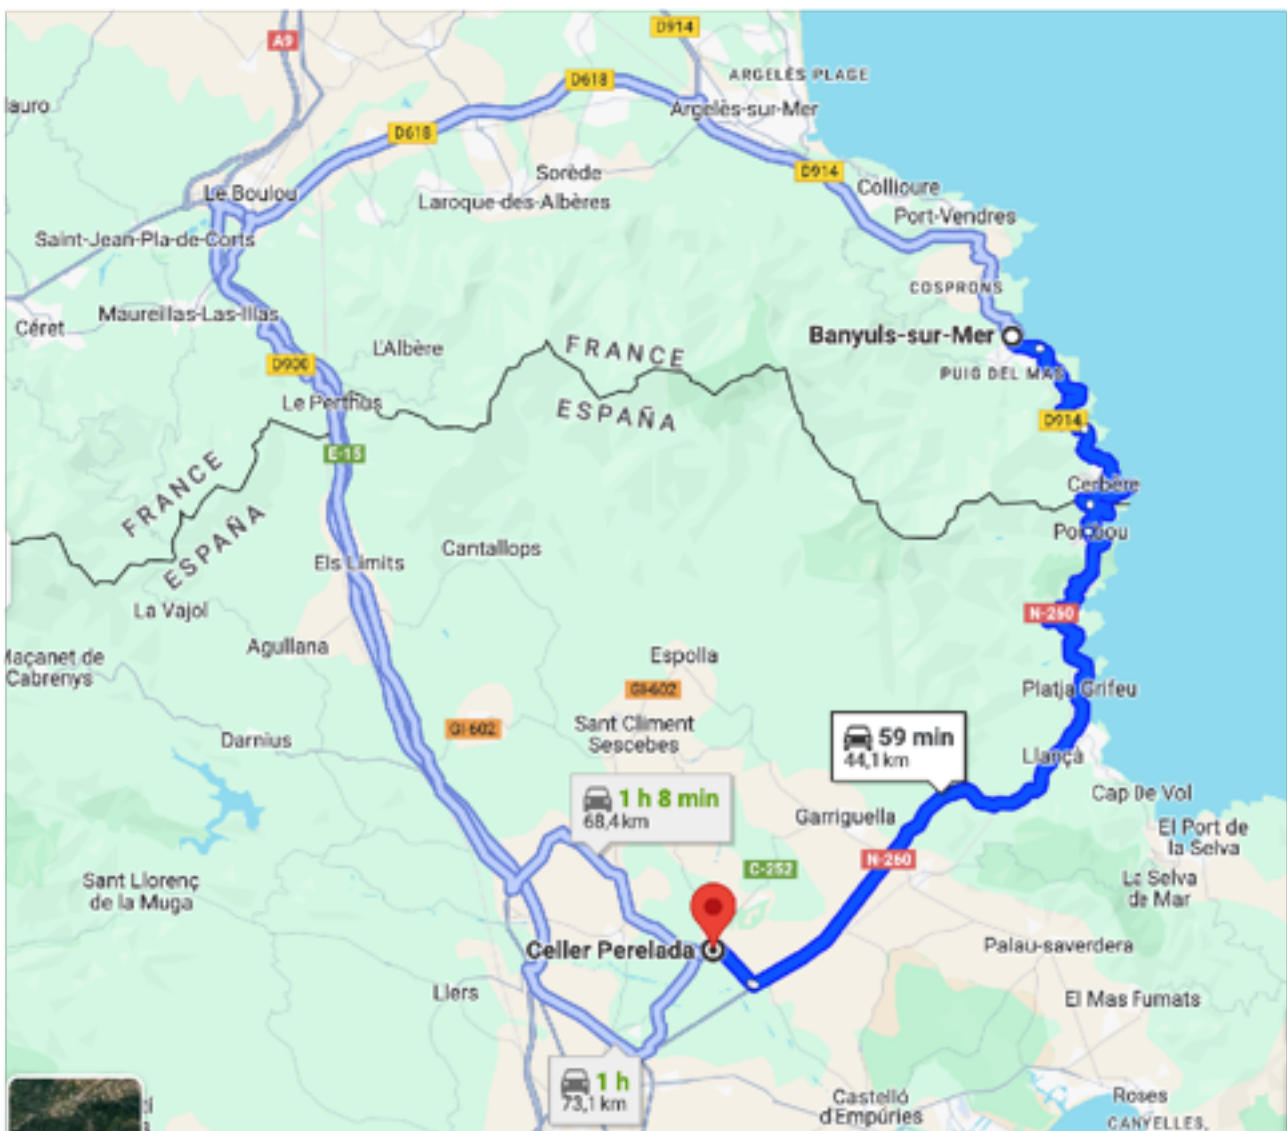 D914
A9
ARGELÈS PLAGE
D618
lauro
Argelès-sur-Mer
D618
Sorède
D914
Collioure
Le Boulou
Laroque-des-Albères
Port-Vendres
Saint-Jean-Pla-de-Corts
COSPRONS
Maureillas-Las-Illas
Céret
Banyuls-sur-Mer
L'Albère
FRANCE
D900
PUIG DEL MAS
Le Perthus
ESPAÑA
D914
E-15
FRANCE
Cerbère
ESPAÑA
Portbou
Cantallops
Els Límits
La Vajol
N-260
Agullana
Maçanet de
Cabrenys
Espolla
GI-602
Platja Grifeu
Sant Climent
Sescebes
GI-602
Darnius
59 min
44,1 km
Llançà
1 h 8 min
68,4 km
Cap De Vol
Garriguella
El Port de
la Selva
N-260
C-252
Sant Llorenç
de la Muga
La Selva
de Mar
Celler Perelada
Palau-saverdera
Llers
El Mas Fumats
1 h
73,1 km
Castelló
d'Empúries
Roses
CANYELLES,